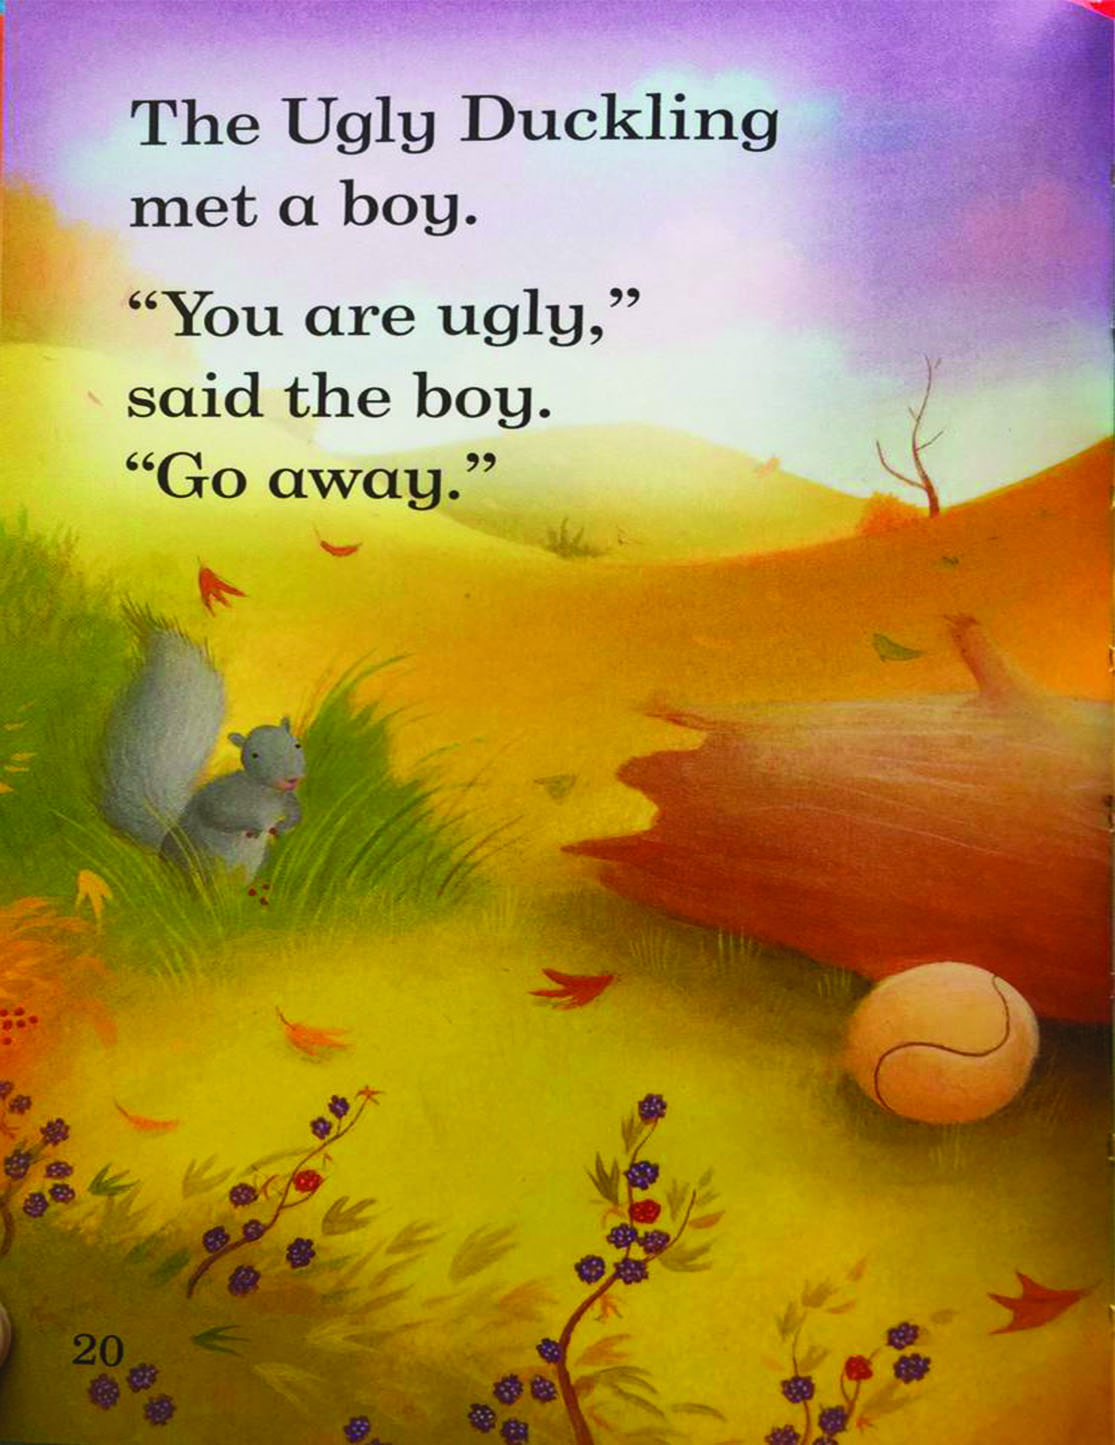 The Ugly Duckling
met a boy.
“You are ugly,”
said the boy.
“Go away.”
20